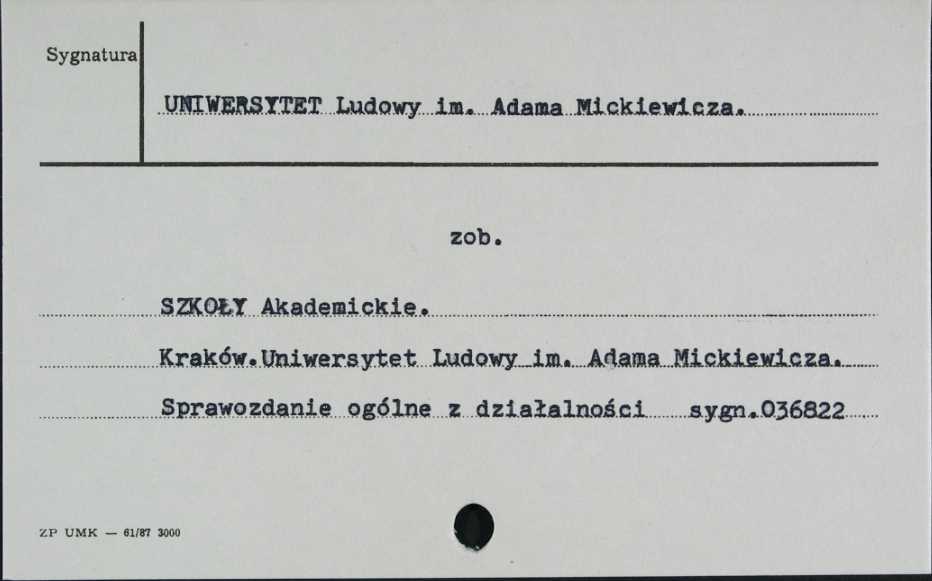 Sygnatura
UNIWERSYTET Ludowy im. Adama Mickiewicza.
zob.
SZKOŁY Akademickie.
Kraków.Uniwersytet Ludowy im. Adama Mickiewicza.
Sprawozdanie ogólne z działalności sygn.036822
ZP UMK — 61/87 3000